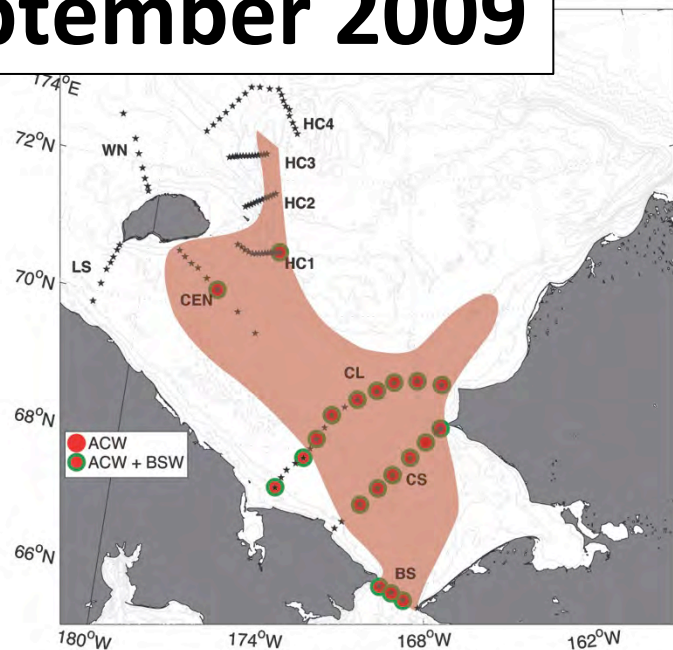 ptember 2009
174°E
72°N
70°N
68°N
66°N
WN
HC4
HC3
HC2
HC1
LS
CEN
CL
CS
BS
ACW
ACW + BSW
180°W
174°W
168°W
162°W